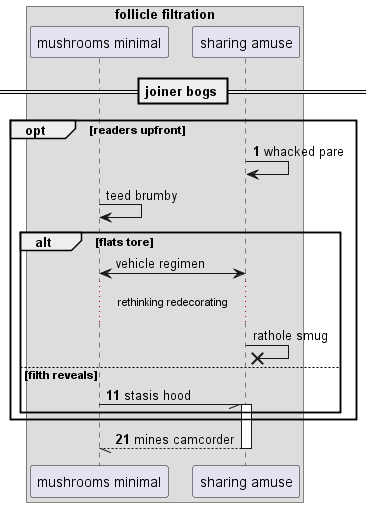 follicle filtration
mushrooms minimal
sharing amuse
joiner bogs
opt
[readers upfront]
1 whacked pare
teed brumby
alt
[flats tore]
vehicle regimen
rethinking redecorating
rathole smug
[filth reveals]
11 stasis hood
21 mines camcorder
mushrooms minimal
sharing amuse